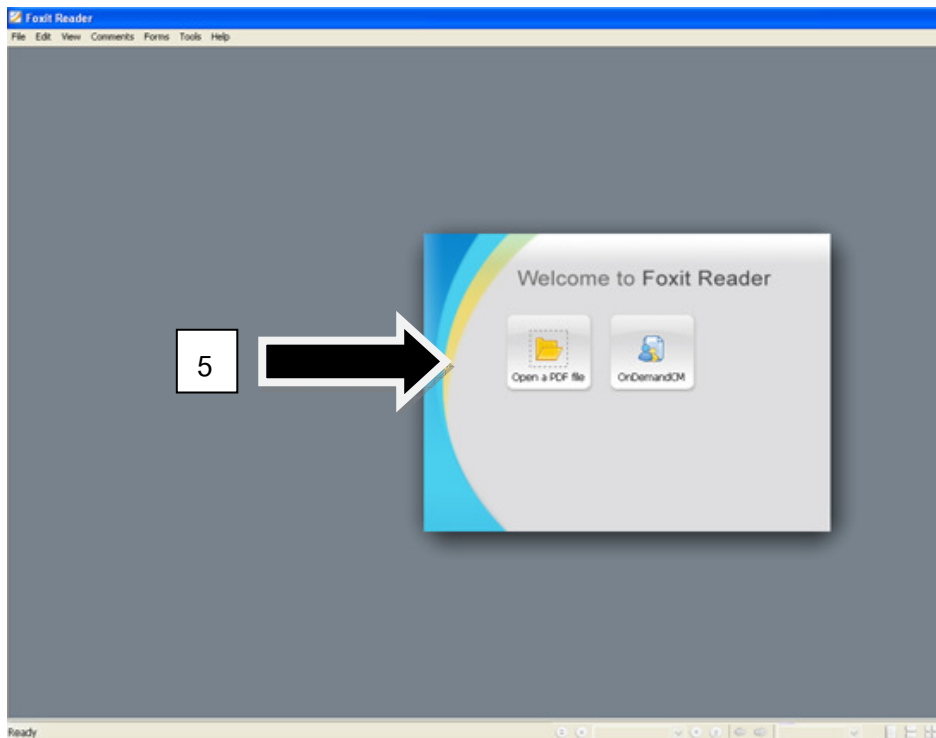 Foxit Reader
File Edit View Comments Forms Tools Help
Welcome to Foxit Reader
5
Open a PDF file OnDemandCM
Ready